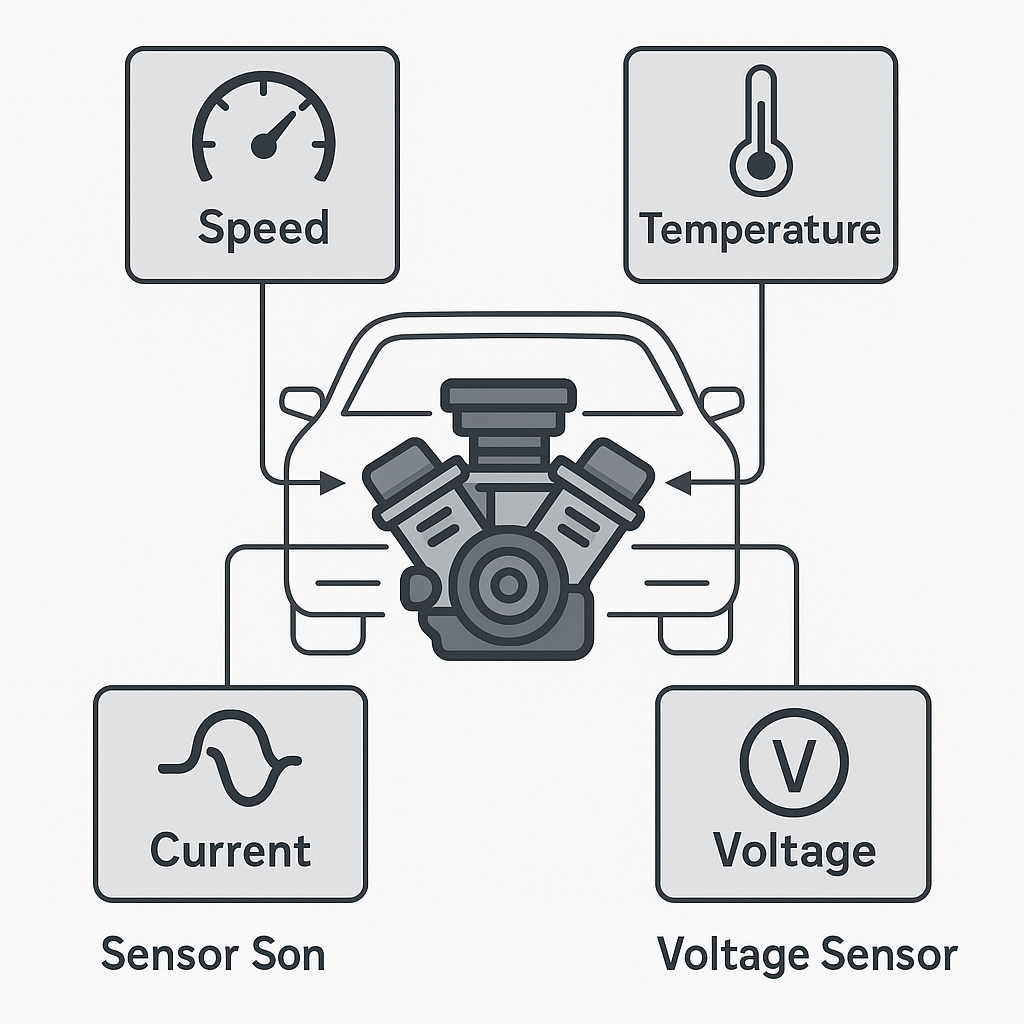 Speed
Temperature
V
Current
Voltage
Sensor Son
Voltage Sensor